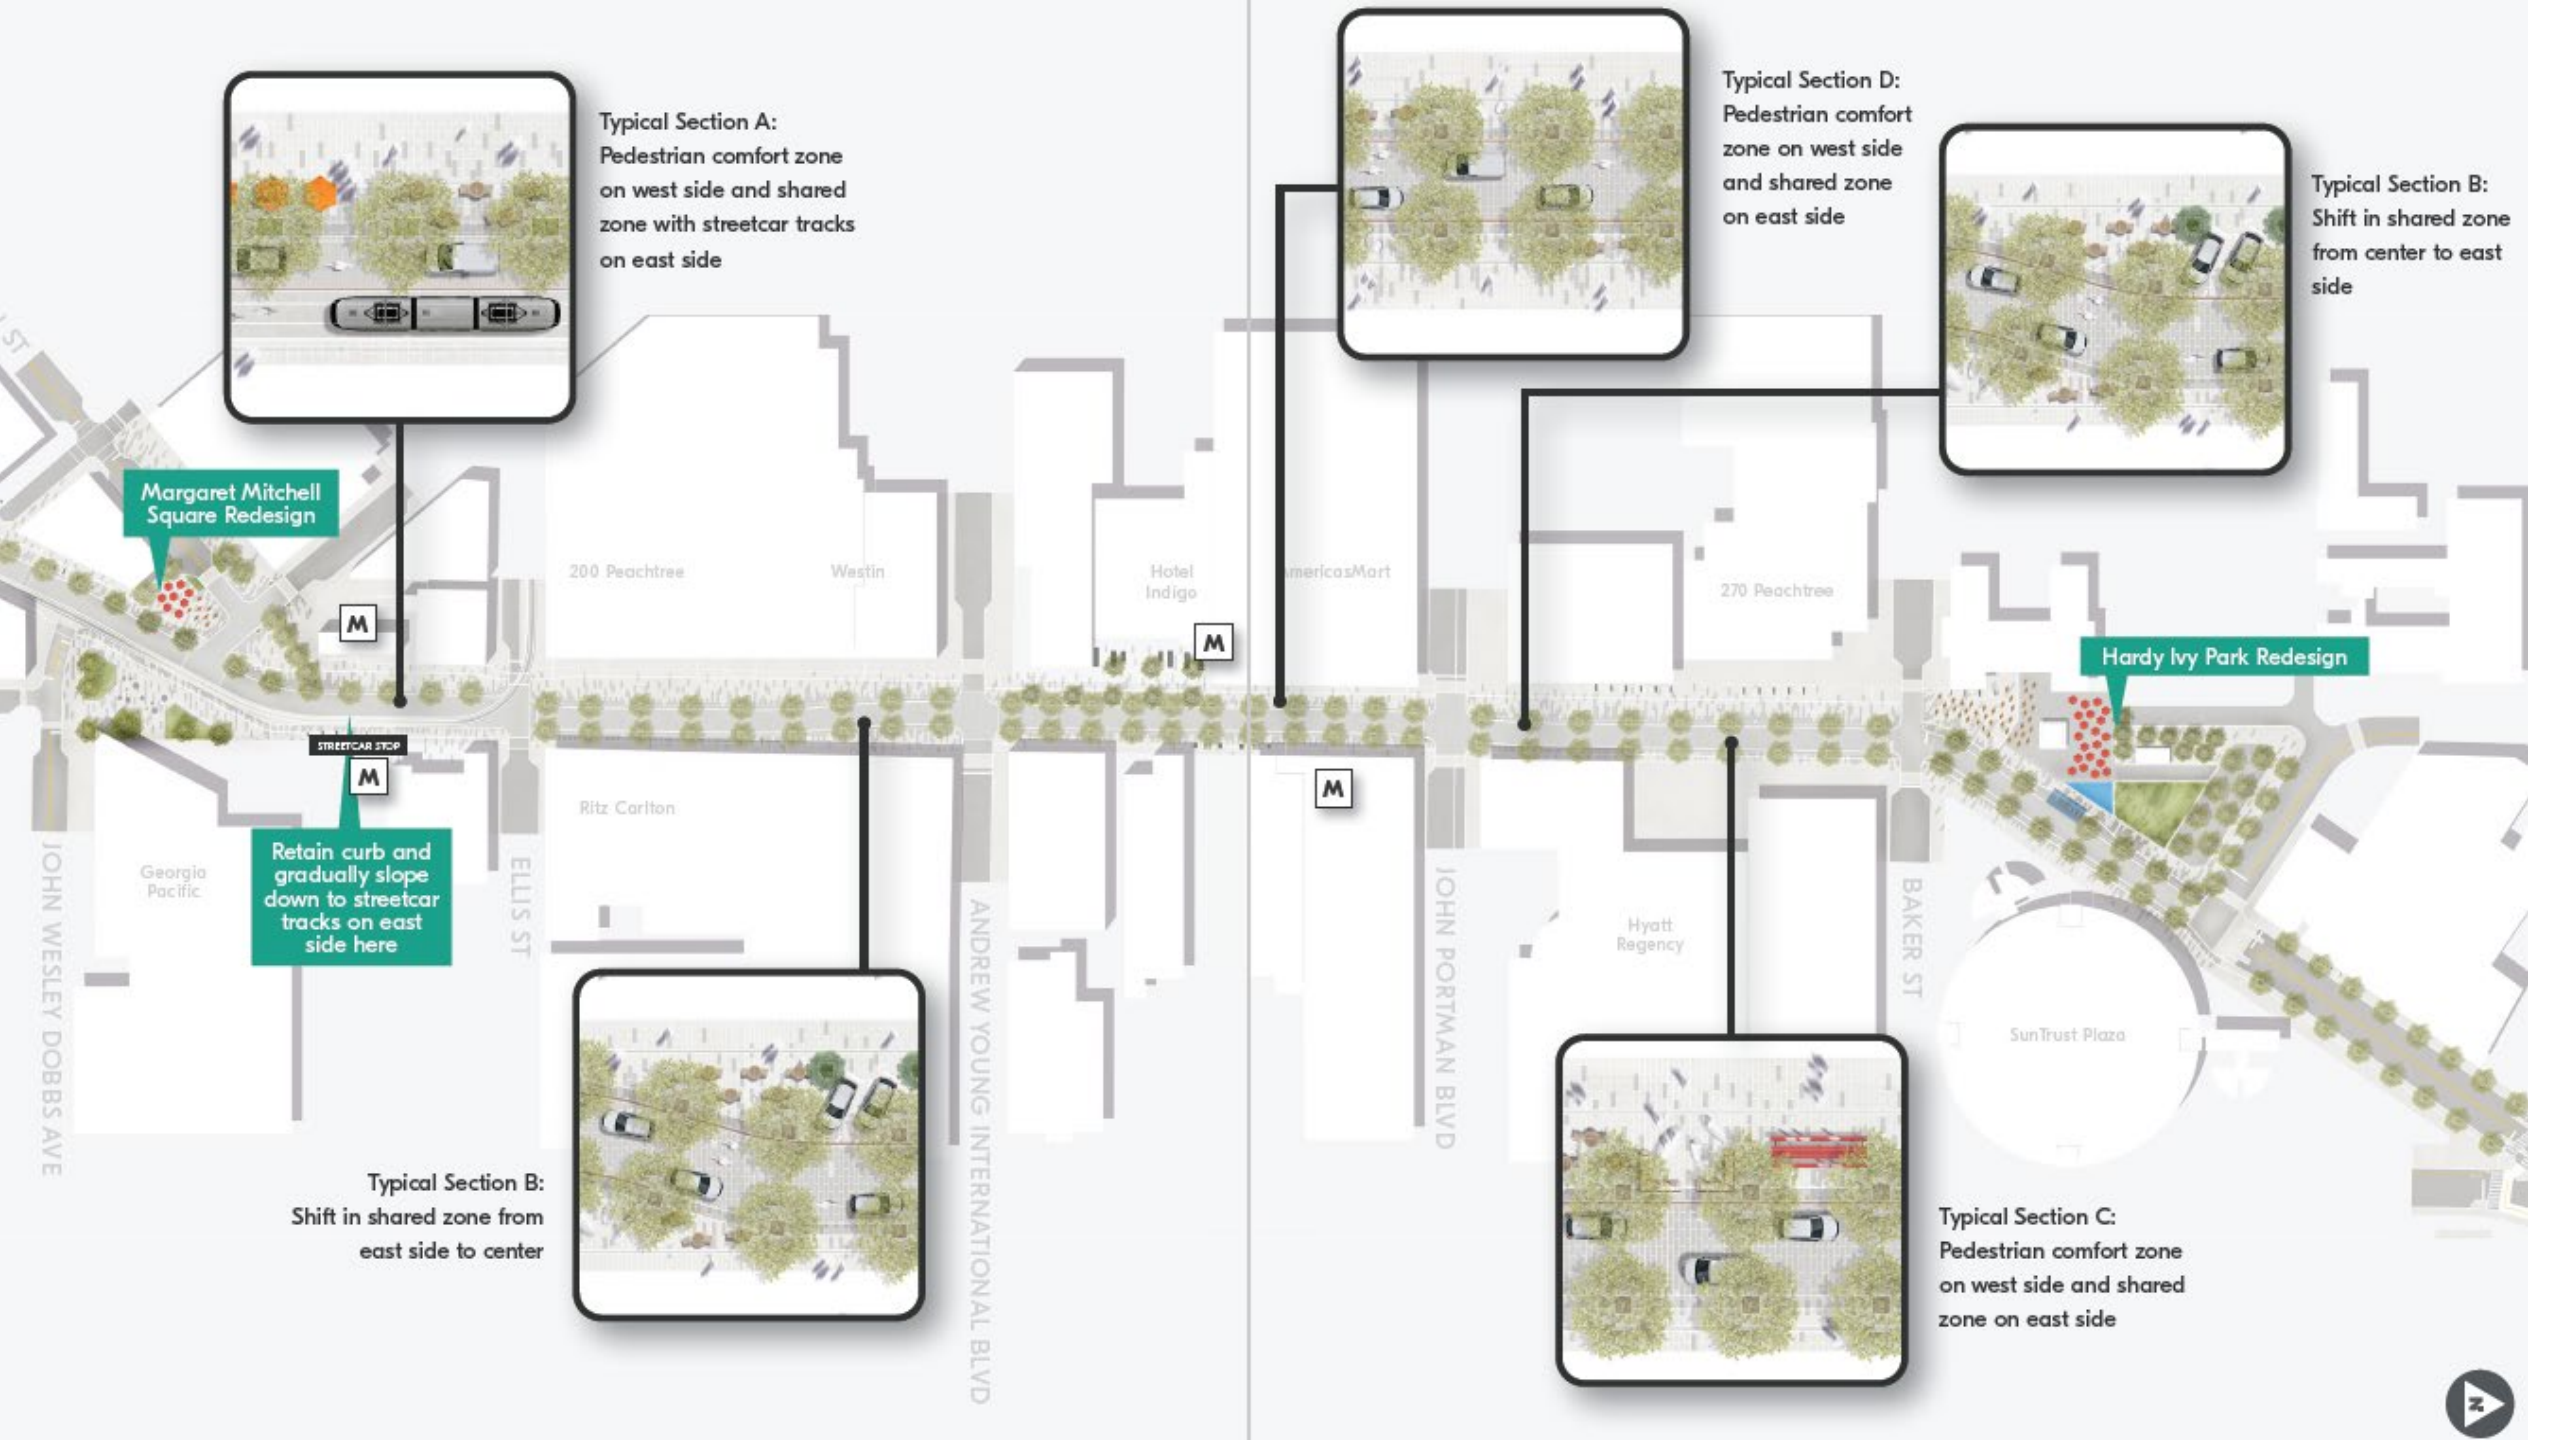 Typical Section A:
Pedestrian comfort zone
on west side and shared
zone with streetcar tracks
on east side
Typical Section D:
Pedestrian comfort
zone on west side
and shared zone
on east side
Typical Section B:
Shift in shared zone
from center to east
side
ST
Margaret Mitchell
Square Redesign
M
200 Peachtree
Westin
Hotel
Indigo
M
AmericasMart
270 Peachtree
Hardy Ivy Park Redesign
STREETCAR STOP
M
M
Ritz Carlton
Georgia
Pacific
Retain curb and
gradually slope
down to streetcar
tracks on east
side here
JOHN WESLEY DOBBS AVE
ELLIS ST
ANDREW YOUNG INTERNATIONAL BLVD
JOHN PORTMAN BLVD
BAKER ST
Hyatt
Regency
SunTrust Plaza
Typical Section B:
Shift in shared zone from
east side to center
Typical Section C:
Pedestrian comfort zone
on west side and shared
zone on east side
N